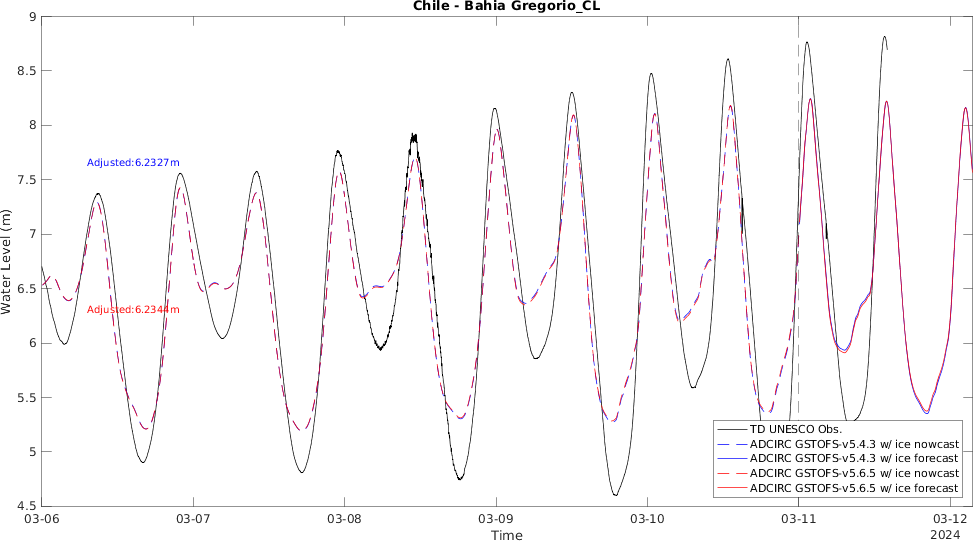 Chile - Bahia Gregorio_CL
9
8.5
8
7.5
7
6.5
6
5.5
5
4.5
Water Level (m)
Adjusted:6.2327m
Adjusted:6.2344m
TD UNESCO Obs.
ADCIRC GSTOFS-v5.4.3 w/ ice nowcast
ADCIRC GSTOFS-v5.4.3 w/ ice forecast
ADCIRC GSTOFS-v5.6.5 w/ ice nowcast
ADCIRC GSTOFS-v5.6.5 w/ ice forecast
03-06 03-07 03-08 03-09 03-10 03-11 03-12
Time
2024